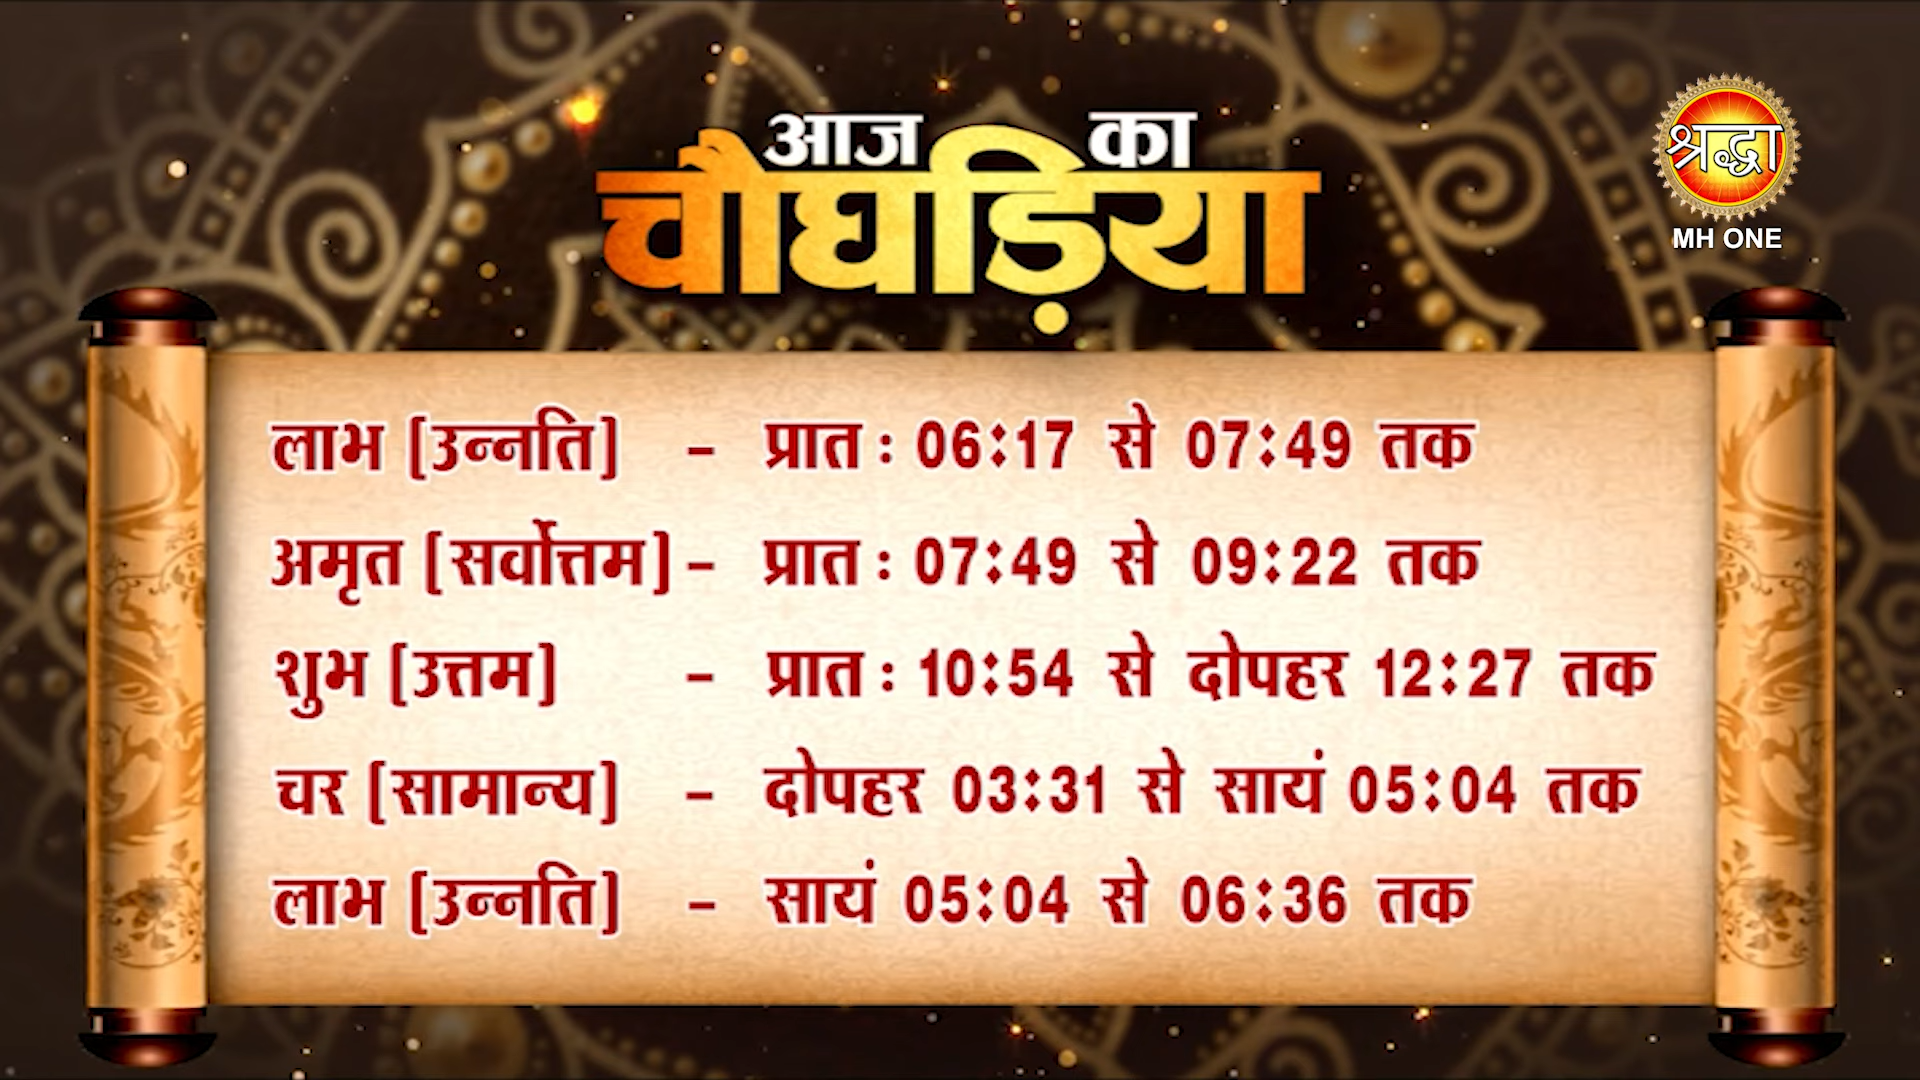 आज का
चौघड़िया
श्रद्धा
MH ONE
लाभ [उन्नति] - प्रातः 06:17 से 07:49 तक
अमृत [सर्वोत्तम] - प्रातः 07:49 से 09:22 तक
शुभ [उत्तम] - प्रातः 10:54 से दोपहर 12:27 तक
चर [सामान्य] - दोपहर 03:31 से सायं 05:04 तक
लाभ [उन्नति] - सायं 05:04 से 06:36 तक